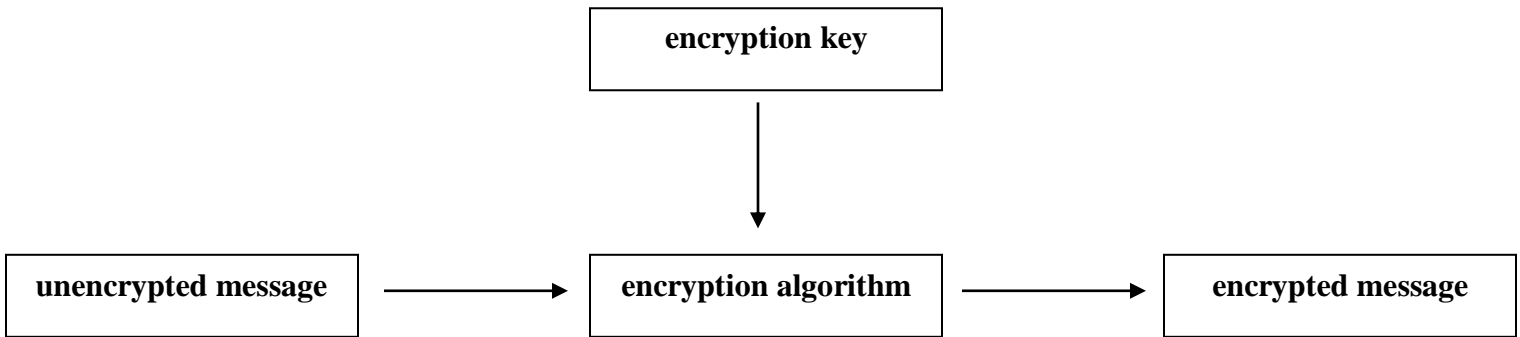 encryption key
unencrypted message
encryption algorithm
encrypted message